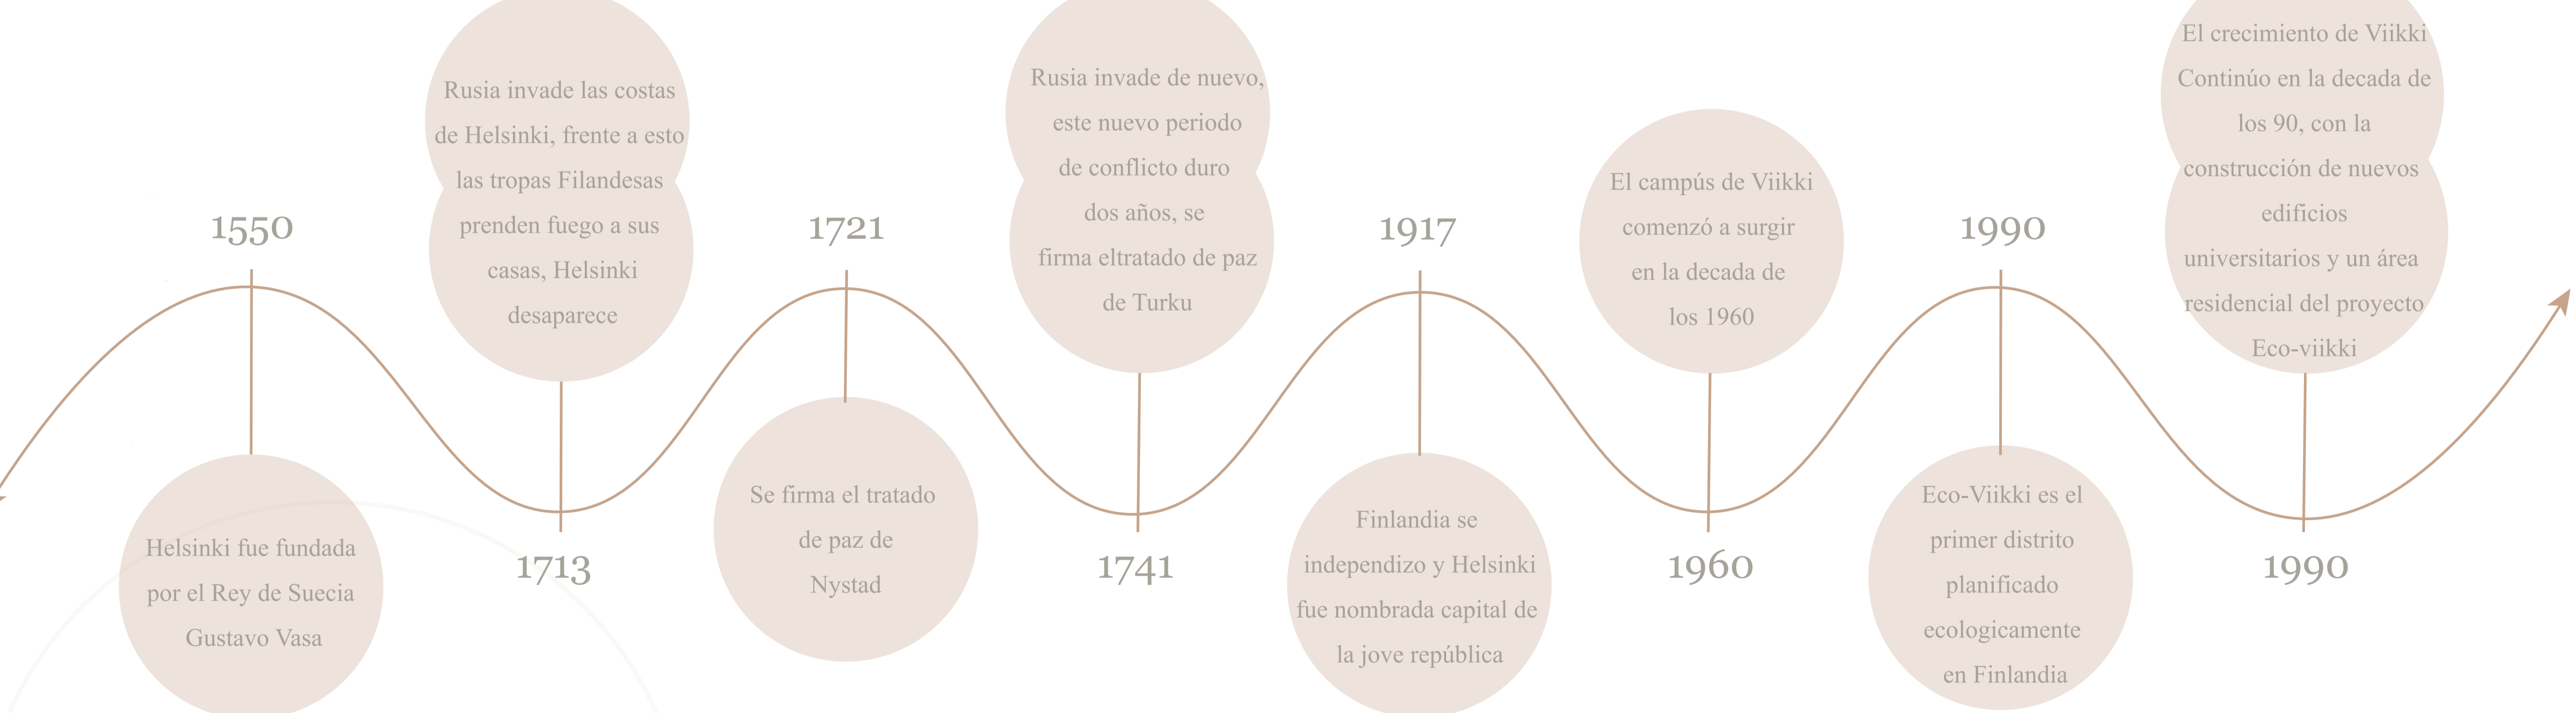 1550
Helsinki fue fundada
por el Rey de Suecia
Gustavo Vasa
Rusia invade las costas
de Helsinki, frente a esto
las tropas Filandesas
prenden fuego a sus
casas, Helsinki
desaparece
1713
1721
Se firma el tratado
de paz de
Nystad
Rusia invade de nuevo,
este nuevo periodo
de conflicto duro
dos años, se
firma eltratado de paz
de Turku
1741
1917
Finlandia se
independizo y Helsinki
fue nombrada capital de
la jove república
El campús de Viikki
comenzó a surgir
en la decada de
los 1960
1960
1990
Eco-Viikki es el
primer distrito
planificado
ecologicamente
en Finlandia
El crecimiento de Viikki
Continúo en la decada de
los 90, con la
construcción de nuevos
edificios
universitarios y un área
residencial del proyecto
Eco-viikki
1990